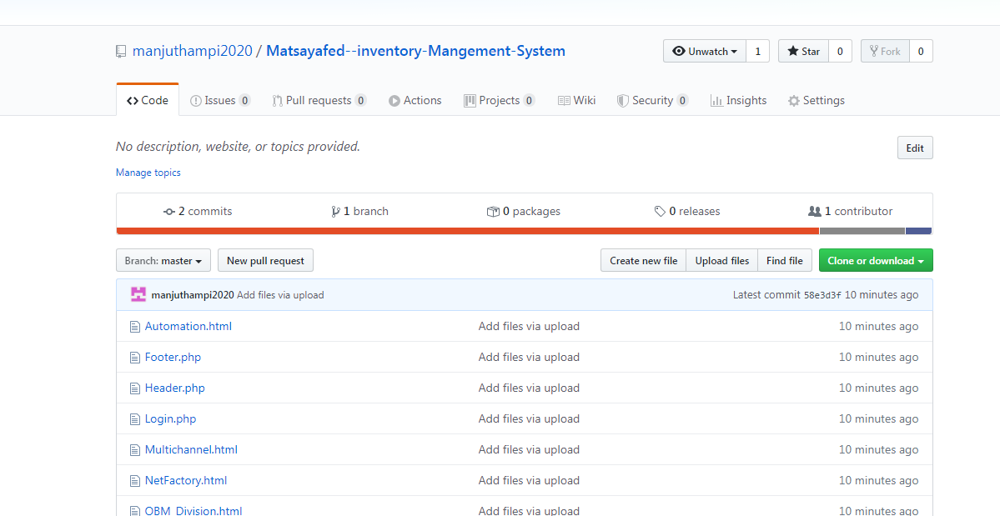 manjuthampi2020 / Matsayafed--inventory-Mangement-System Unwatch 1 Star 0 Fork 0
Code Issues 0 Pull requests 0 Actions Projects 0 Wiki Security 0 Insights Settings
No description, website, or topics provided. Edit
Manage topics
2 commits 1 branch 0 packages 0 releases 1 contributor
Branch: master New pull request Create new file Upload files Find file Clone or download
manjuthampi2020 Add files via upload Latest commit 58e3d3f 10 minutes ago
Automation.html Add files via upload 10 minutes ago
Footer.php Add files via upload 10 minutes ago
Header.php Add files via upload 10 minutes ago
Login.php Add files via upload 10 minutes ago
Multichannel.html Add files via upload 10 minutes ago
NetFactory.html Add files via upload 10 minutes ago
OBM_Division.html Add files via upload 10 minutes ago